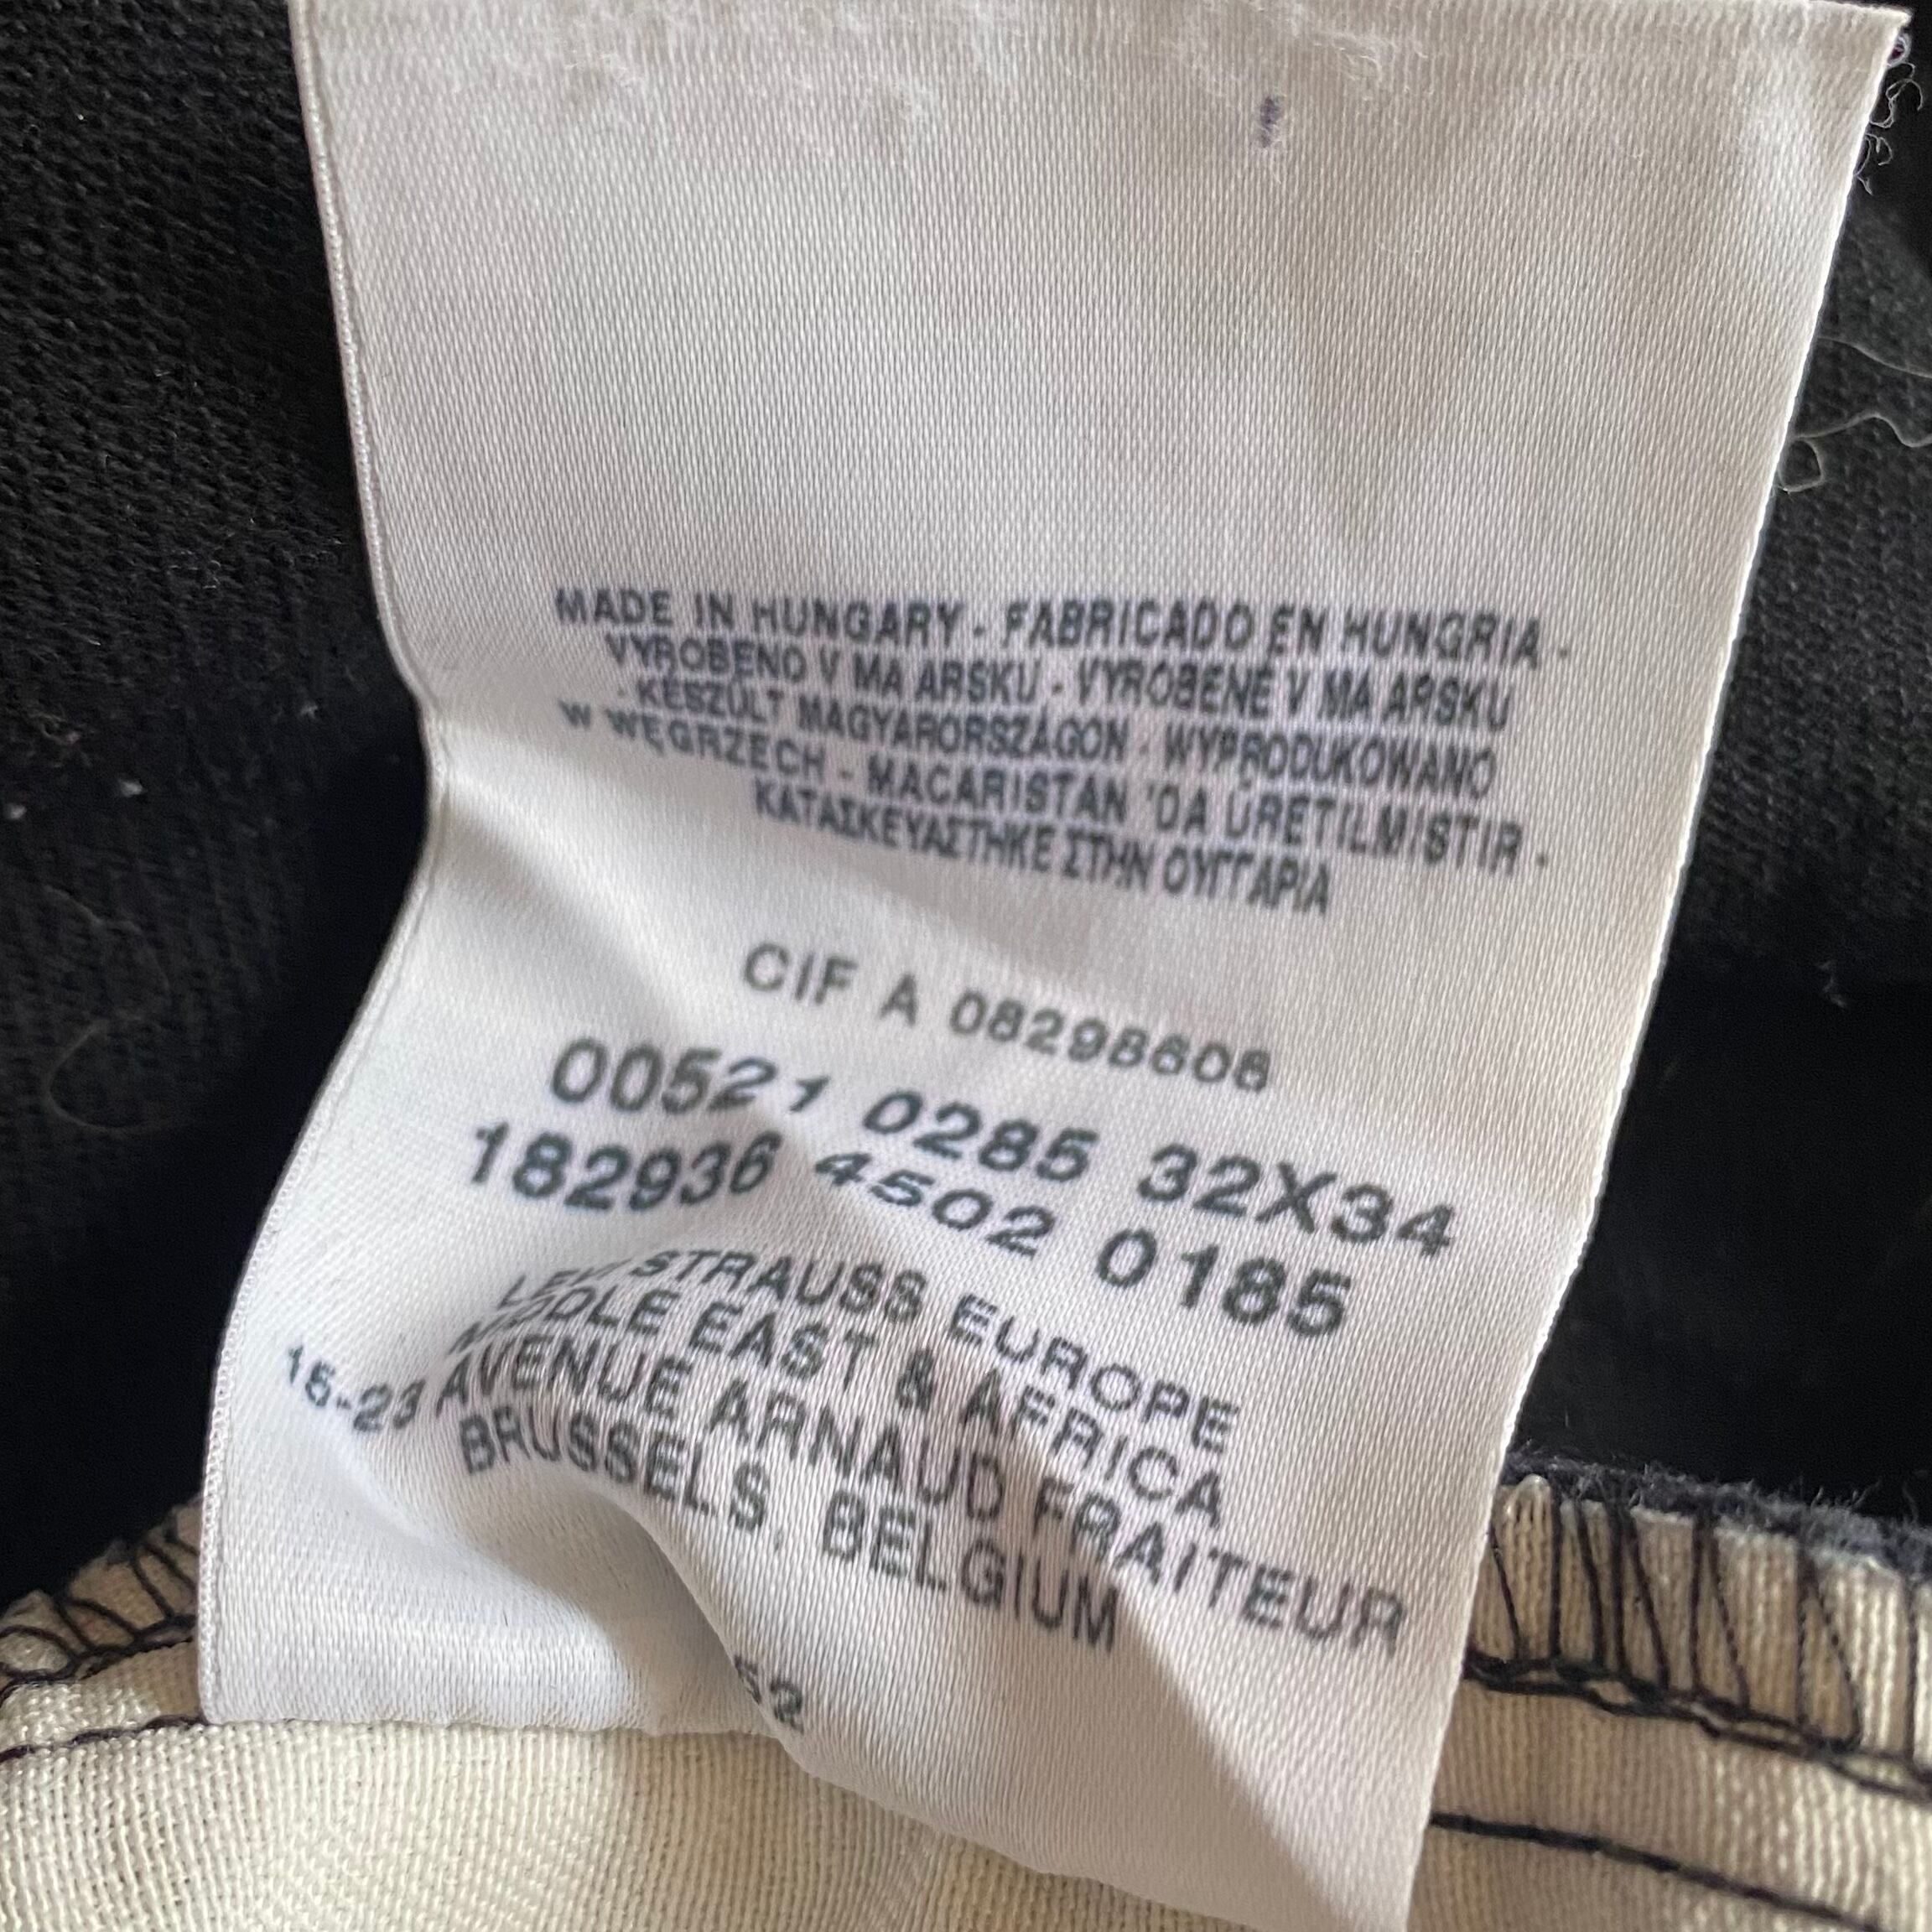 MADE IN HUNGARY - FABRICADO EN HUNGRIA -
VYROBENO V MA ARSKU - VYROBENÉ V MA ARSKU
- KÉSZÜLT MAGYARORSZÁGON - WYPRODUKOWANO
W WĘGRZECH - MACARISTAN 'DA ÜRETILMISTIR -
ΚΑΤΑΣΚΕΥΑΣΤΗΚΕ ΣΤΗΝ ΟΥΓΓΑΡΙΑ
CIF A 08298606
00521 0285 32X34
182936 4502 0185
LEVI STRAUSS EUROPE
MIDDLE EAST & AFRICA
15-23 AVENUE ARNAUD FRAITEUR
BRUSSELS, BELGIUM
52